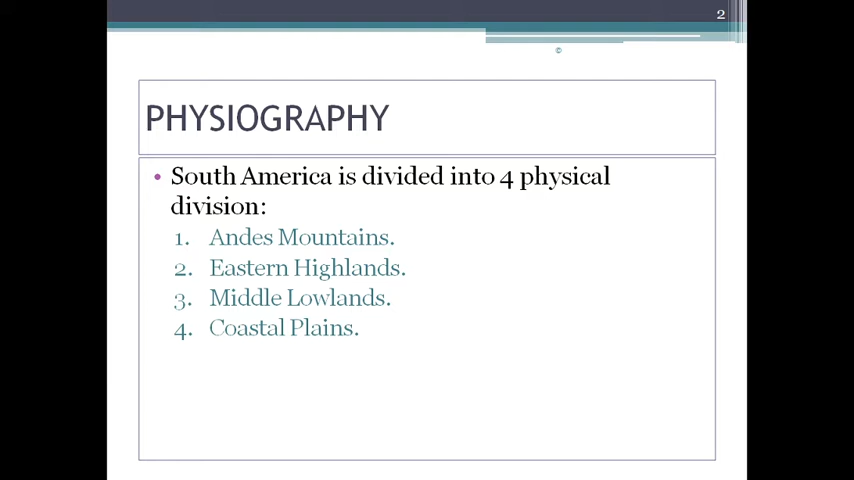 2
©
PHYSIOGRAPHY
• South America is divided into 4 physical
division:
1. Andes Mountains.
2. Eastern Highlands.
3. Middle Lowlands.
4. Coastal Plains.